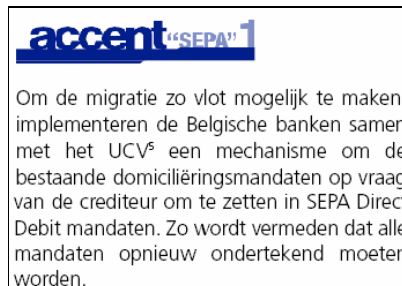 accent "SEPA" 1
Om de migratie zo vlot mogelijk te maken
implementeren de Belgische banken samen
met het UCV⁵ een mechanisme om de
bestaande domiciliëringsmandaten op vraag
van de crediteur om te zetten in SEPA Direct
Debit mandaten. Zo wordt vermeden dat alle
mandaten opnieuw ondertekend moeten
worden.